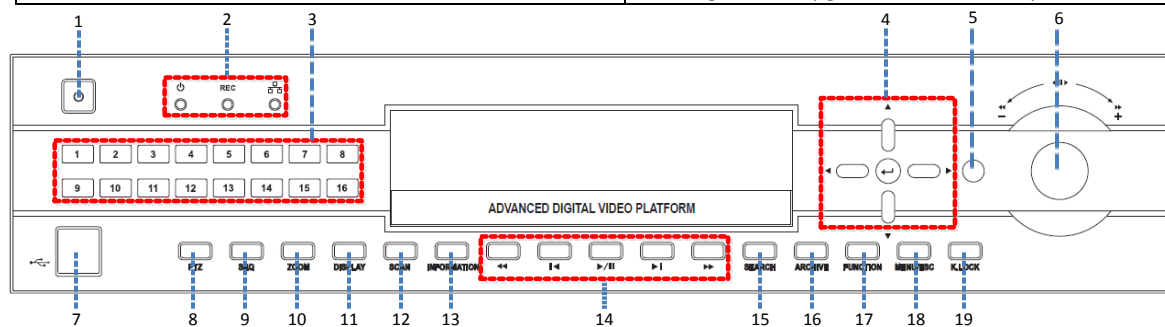 1 2 3 4 5 6
REC
1 2 3 4 5 6 7 8
9 10 11 12 13 14 15 16
− +
ADVANCED DIGITAL VIDEO PLATFORM
PTZ SAQ ZOOM DISPLAY SCAN INFORMATION SEARCH ARCHIVE FUNCTION MENU/ESC K.LOCK
7 8 9 10 11 12 13 14 15 16 17 18 19